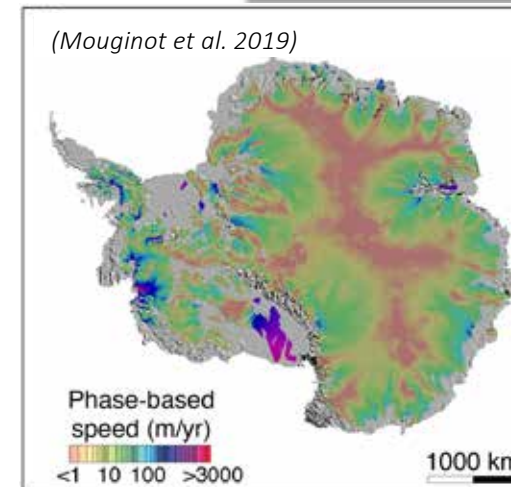 (Mouginot et al. 2019)
Phase-based
speed (m/yr)
<1 10 100 >3000
1000 km